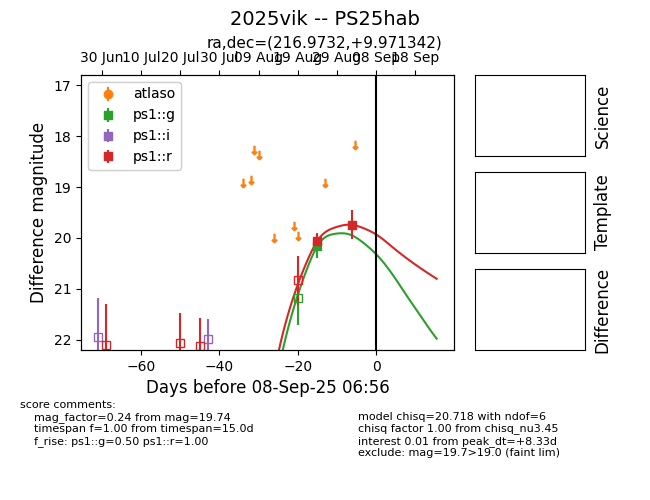 2025vik -- PS25hab
ra,dec=(216.9732,+9.971342)
30 Jun 10 Jul 20 Jul 30 Jul 09 Aug 19 Aug 29 Aug 08 Sep 18 Sep
17
18
19
20
21
22
Difference magnitude
atlaso
ps1::g
ps1::i
ps1::r
−60 −40 −20 0
Days before 08-Sep-25 06:56
Science
Template
Difference
score comments:
mag_factor=0.24 from mag=19.74
timespan f=1.00 from timespan=15.0d
f_rise: ps1::g=0.50 ps1::r=1.00
model chisq=20.718 with ndof=6
chisq factor 1.00 from chisq_nu3.45
interest 0.01 from peak_dt=+8.33d
exclude: mag=19.7>19.0 (faint lim)